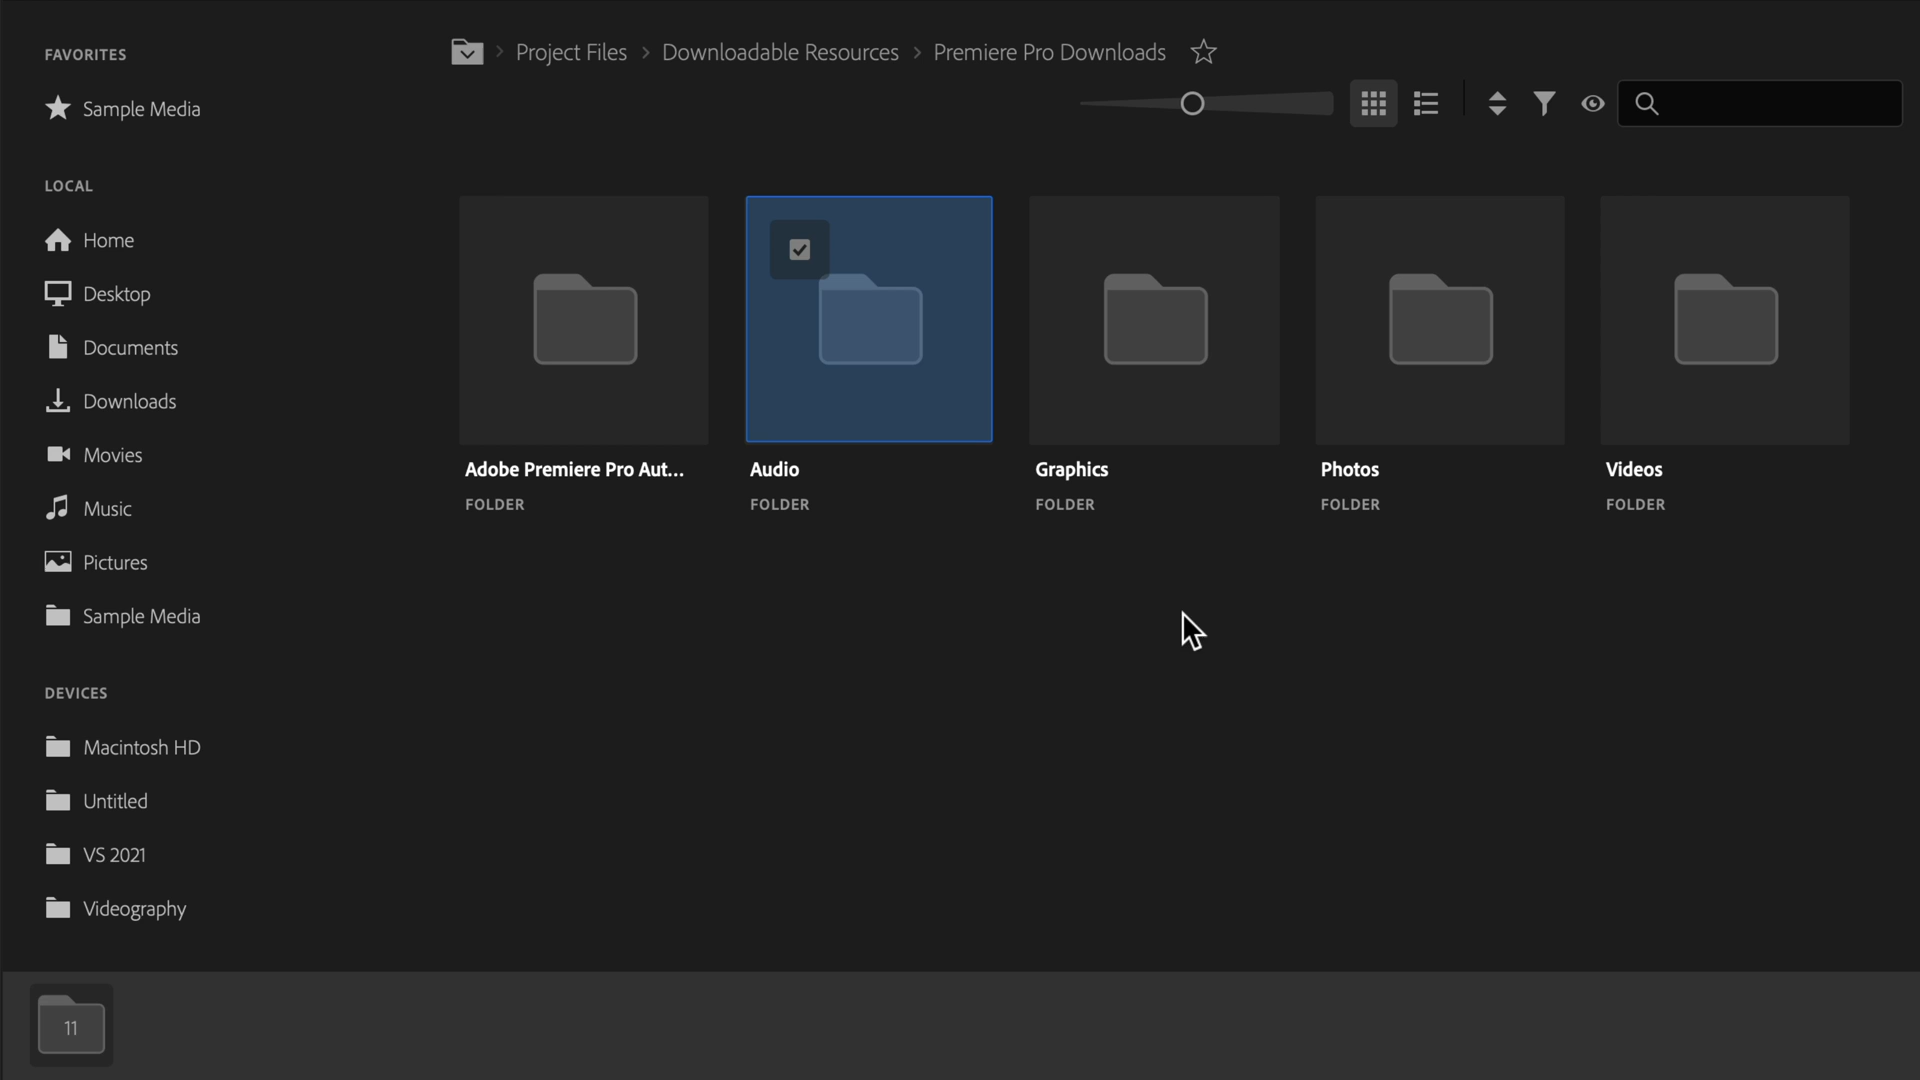 FAVORITES
Sample Media
LOCAL
Home
Desktop
Documents
Downloads
Movies
Music
Pictures
Sample Media
DEVICES
Macintosh HD
Untitled
VS 2021
Videography
Project Files > Downloadable Resources > Premiere Pro Downloads
Adobe Premiere Pro Aut...
FOLDER
Audio
FOLDER
Graphics
FOLDER
Photos
FOLDER
Videos
FOLDER
11